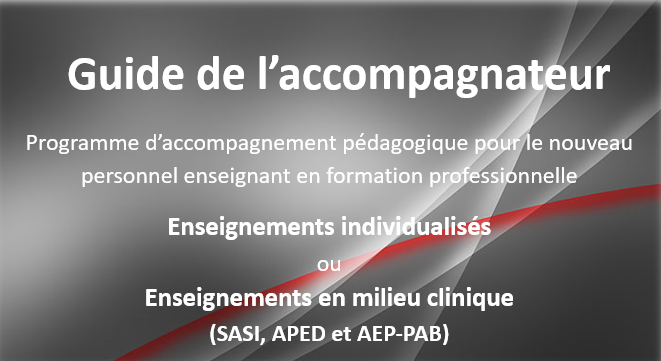 Guide de l’accompagnateur
Programme d’accompagnement pédagogique pour le nouveau
personnel enseignant en formation professionnelle
Enseignements individualisés
ou
Enseignements en milieu clinique
(SASI, APED et AEP-PAB)